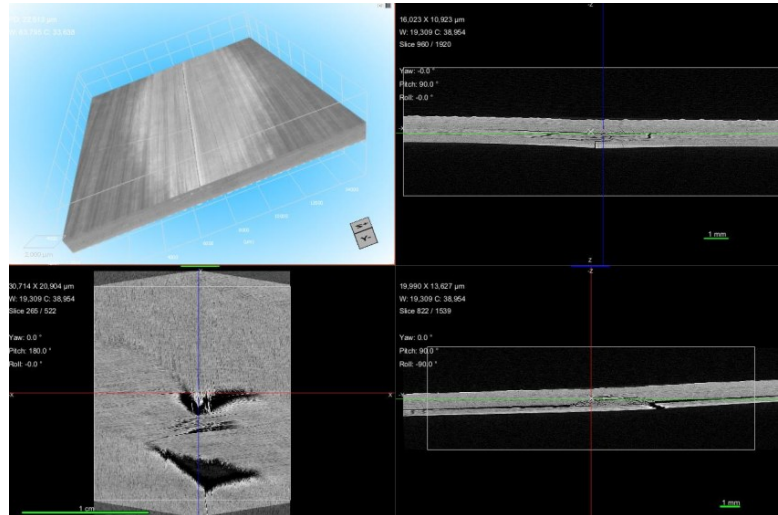 16,023 X 10,923 µm
W: 19,309 C: 38,954
Slice 960 / 1920
Yaw: -0.0 °
Pitch: 90.0 °
Roll: -0.0 °
1 mm
30,714 X 20,904 µm
W: 19,309 C: 38,954
Slice 265 / 522
Yaw: 0.0 °
Pitch: 180.0 °
Roll: -0.0 °
X
X
1 cm
Z
-Z
19,990 X 13,627 µm
W: 19,309 C: 38,954
Slice 822 / 1539
Yaw: 0.0 °
Pitch: 90.0 °
Roll: -90.0 °
1 mm